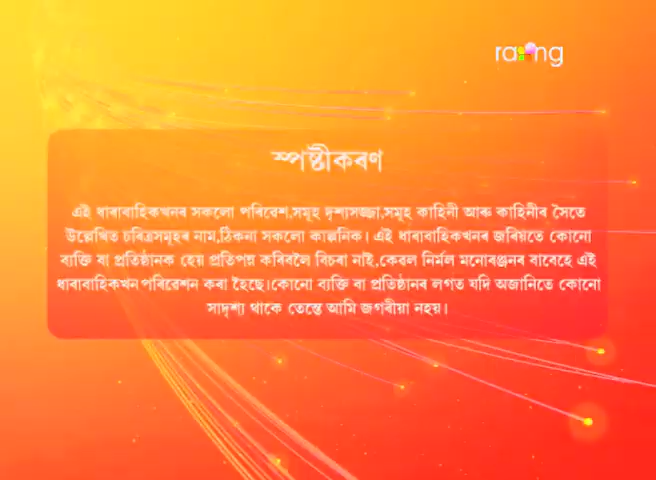 rang
স্পষ্টীকৰণ
এই ধাৰাবাহিকখনৰ সকলো পৰিৱেশ,সমূহ দৃশ্যসজ্জা,সমূহ কাহিনী আৰু কাহিনীৰ সৈতে
উল্লেখিত চৰিত্ৰসমূহৰ নাম,ঠিকনা সকলো কাল্পনিক। এই ধাৰাবাহিকখনৰ জৰিয়তে কোনো
ব্যক্তি বা প্ৰতিষ্ঠানক হেয় প্ৰতিপন্ন কৰিবলৈ বিচৰা নাই,কেৱল নিৰ্মল মনোৰঞ্জনৰ বাবেহে এই
ধাৰাবাহিকখন পৰিৱেশন কৰা হৈছে।কোনো ব্যক্তি বা প্ৰতিষ্ঠানৰ লগত যদি অজানিতে কোনো
সাদৃশ্য থাকে তেন্তে আমি জগৰীয়া নহয়।